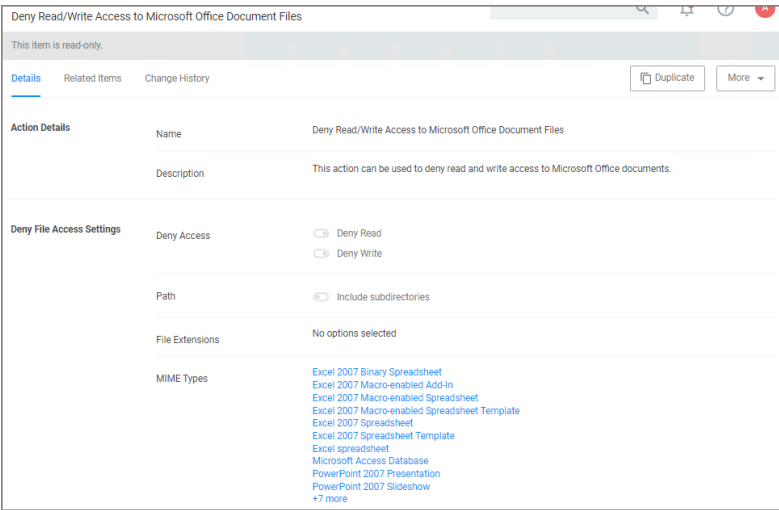 Deny Read/Write Access to Microsoft Office Document Files
A
This item is read-only.
Details Related Items Change History Duplicate More
Action Details
Name Deny Read/Write Access to Microsoft Office Document Files
Description This action can be used to deny read and write access to Microsoft Office documents.
Deny File Access Settings
Deny Access Deny Read
Deny Write
Path Include subdirectories
File Extensions No options selected
MIME Types Excel 2007 Binary Spreadsheet
Excel 2007 Macro-enabled Add-In
Excel 2007 Macro-enabled Spreadsheet
Excel 2007 Macro-enabled Spreadsheet Template
Excel 2007 Spreadsheet
Excel 2007 Spreadsheet Template
Excel spreadsheet
Microsoft Access Database
PowerPoint 2007 Presentation
PowerPoint 2007 Slideshow
+7 more